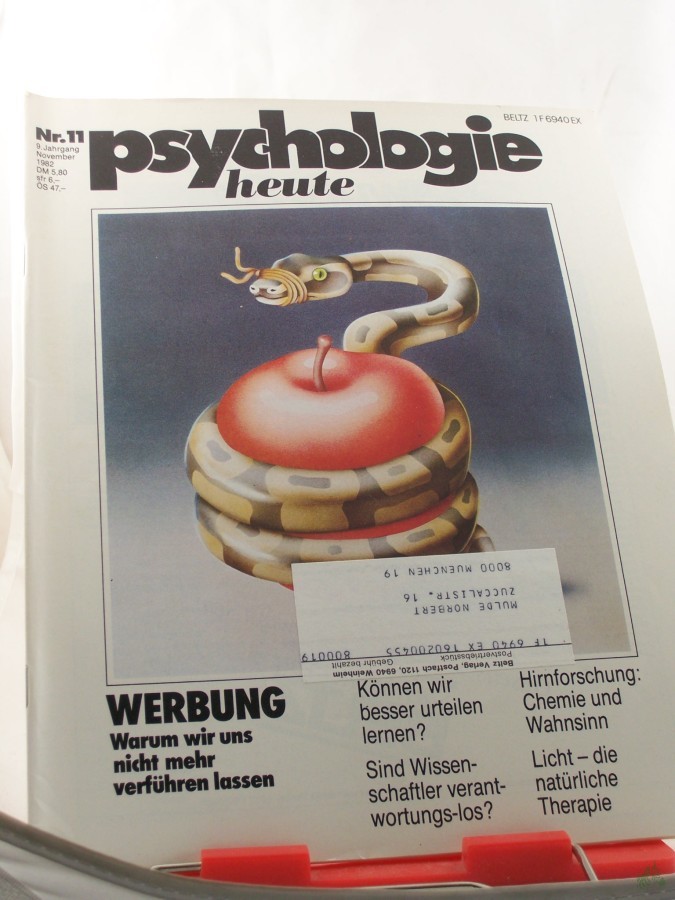 Nr.11
9. Jahrgang
November
1982
DM 5,80
sfr 6,–
ÖS 47,–
BELTZ 1 F 6940 EX
psychologie
heute
Beltz Verlag, Postfach 1120, 6940 Weinheim
Postvertriebsstück Gebühr bezahlt
1F 6940 EX 160200455 800019
MULDE NORBERT
ZUCCALISTR. 16
8000 MUENCHEN 19
WERBUNG
Warum wir uns
nicht mehr
verführen lassen
Können wir
besser urteilen
lernen?
Sind Wissen-
schaftler verant-
wortungs-los?
Hirnforschung:
Chemie und
Wahnsinn
Licht – die
natürliche
Therapie